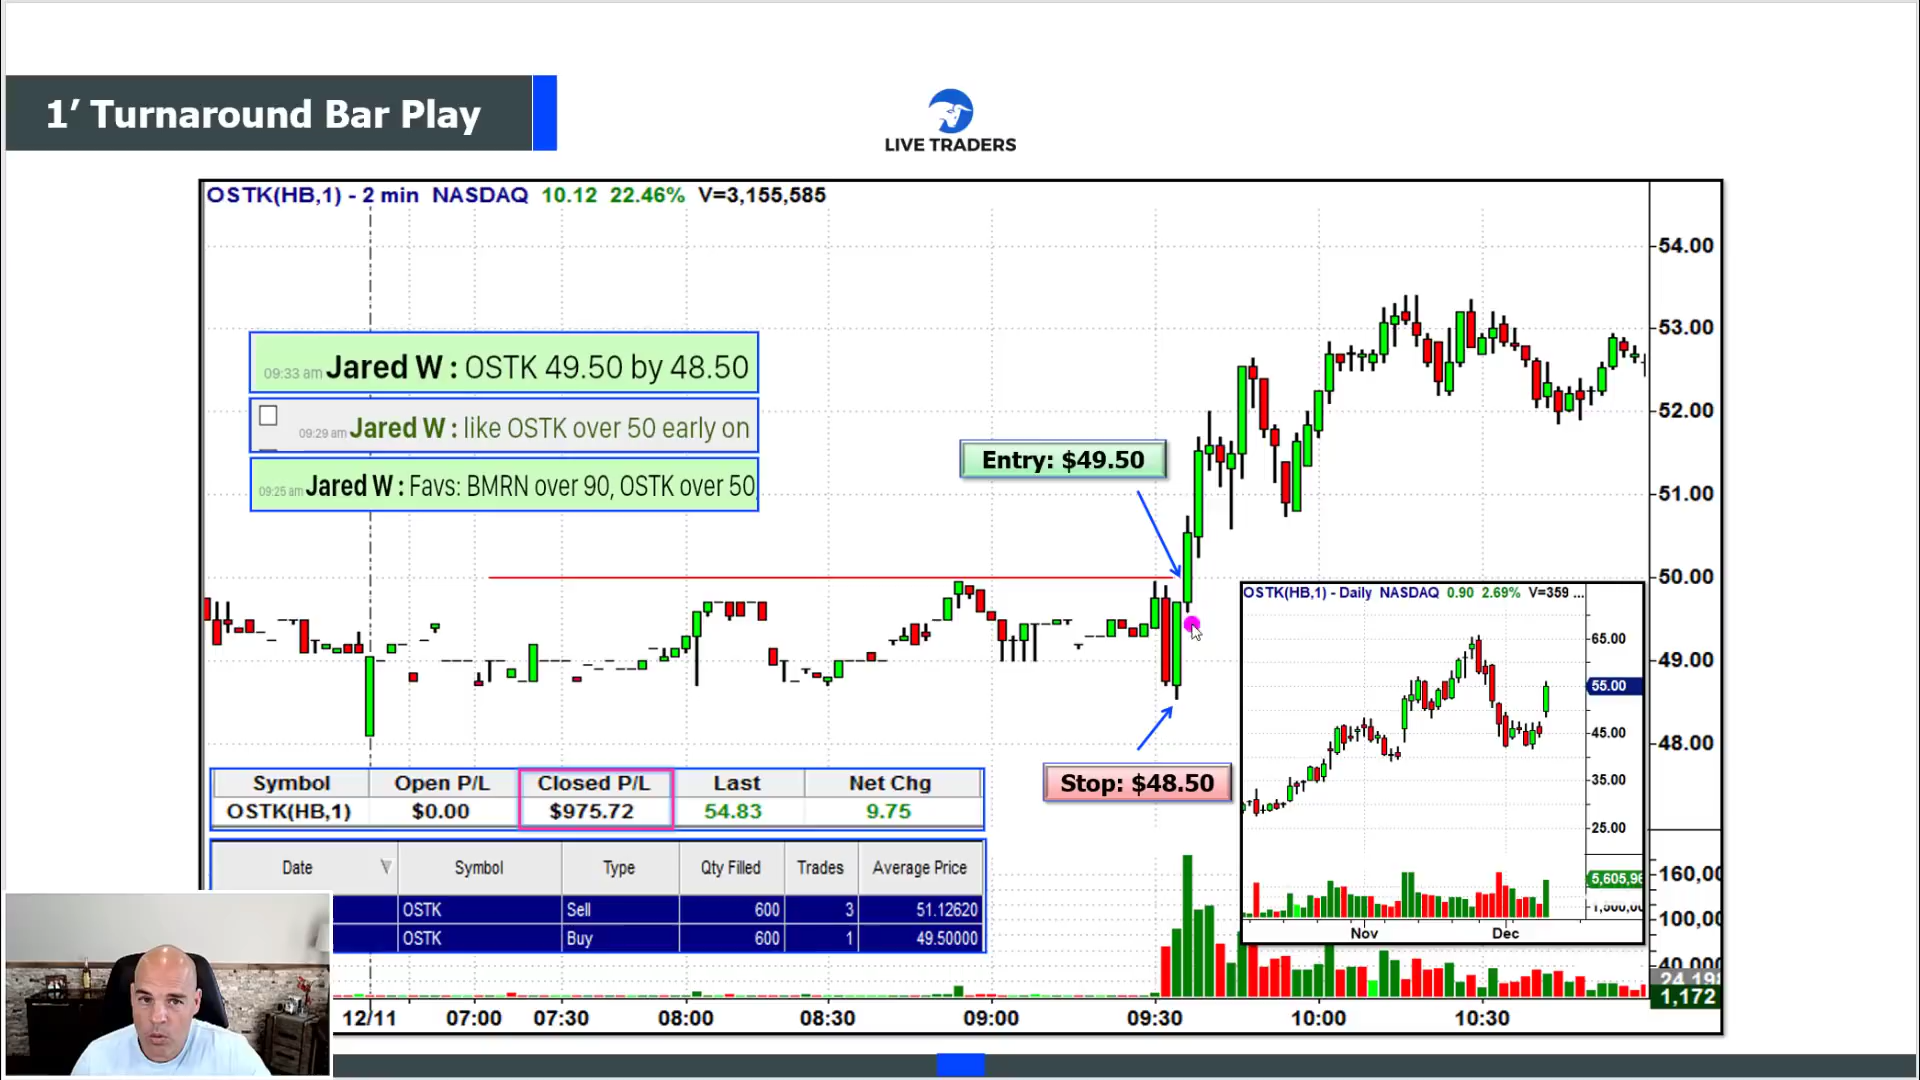 1′ Turnaround Bar Play
LIVE TRADERS
OSTK(HB,1) - 2 min NASDAQ 10.12 22.46% V=3,155,585
54.00
53.00
52.00
51.00
50.00
49.00
48.00
09:33 am Jared W : OSTK 49.50 by 48.50
09:29 am Jared W : like OSTK over 50 early on
09:25 am Jared W : Favs: BMRN over 90, OSTK over 50,
Entry: $49.50
Stop: $48.50
OSTK(HB,1) - Daily NASDAQ 0.90 2.69% V=359 ...
65.00
55.00
45.00
35.00
25.00
5,605,96
Nov Dec
Symbol Open P/L Closed P/L Last Net Chg
OSTK(HB,1) $0.00 $975.72 54.83 9.75
Date Symbol Type Qty Filled Trades Average Price
OSTK Sell 600 3 51.12620
OSTK Buy 600 1 49.50000
160,00
100,00
40,000
24,198
1,172
12/11 07:00 07:30 08:00 08:30 09:00 09:30 10:00 10:30